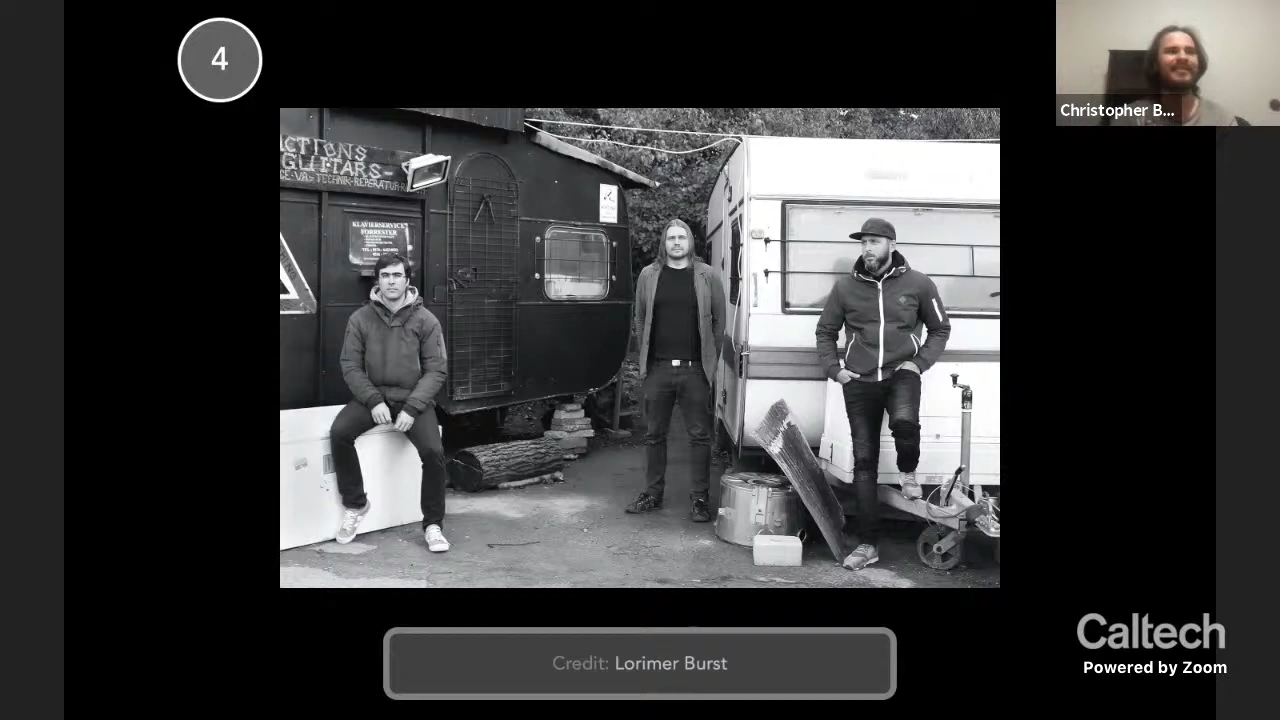 4
Christopher B...
CTIONS
GUITARS-
KLAVIERSERVICE
FORRESTER
Credit: Lorimer Burst
Caltech
Powered by Zoom